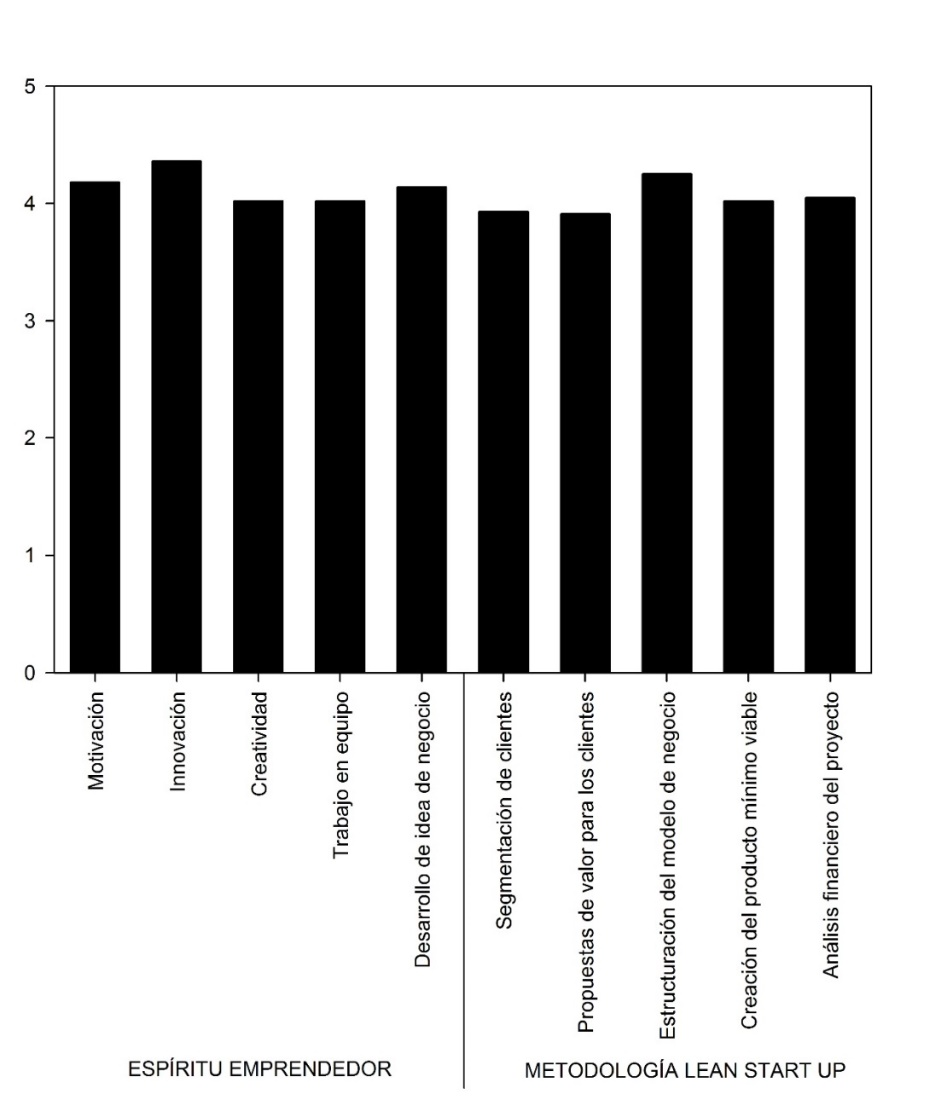 5
4
3
2
1
0
Motivación
Innovación
Creatividad
Trabajo en equipo
Desarrollo de idea de negocio
Segmentación de clientes
Propuestas de valor para los clientes
Estructuración del modelo de negocio
Creación del producto mínimo viable
Análisis financiero del proyecto
ESPÍRITU EMPRENDEDOR
METODOLOGÍA LEAN START UP